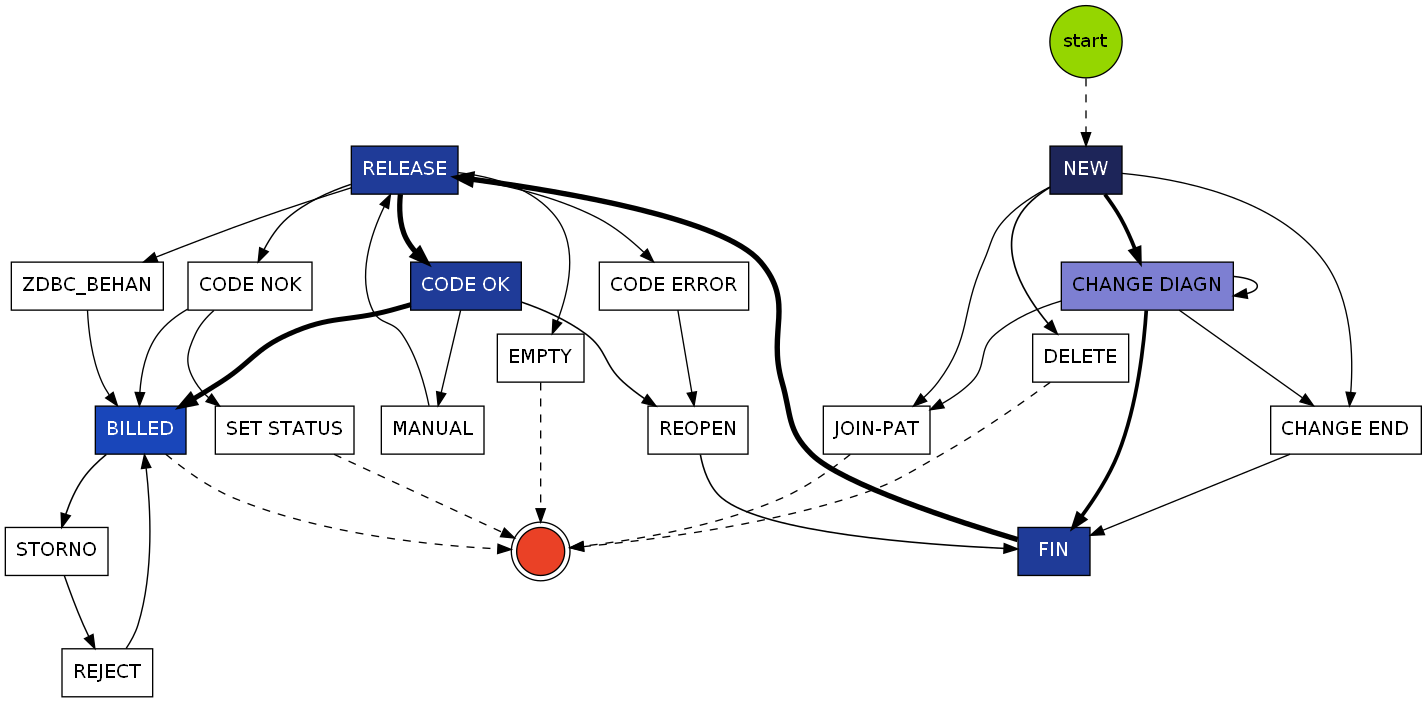 start
RELEASE
NEW
ZDBC_BEHAN
CODE NOK
CODE OK
CODE ERROR
CHANGE DIAGN
EMPTY
DELETE
BILLED
SET STATUS
MANUAL
REOPEN
JOIN-PAT
CHANGE END
STORNO
FIN
REJECT